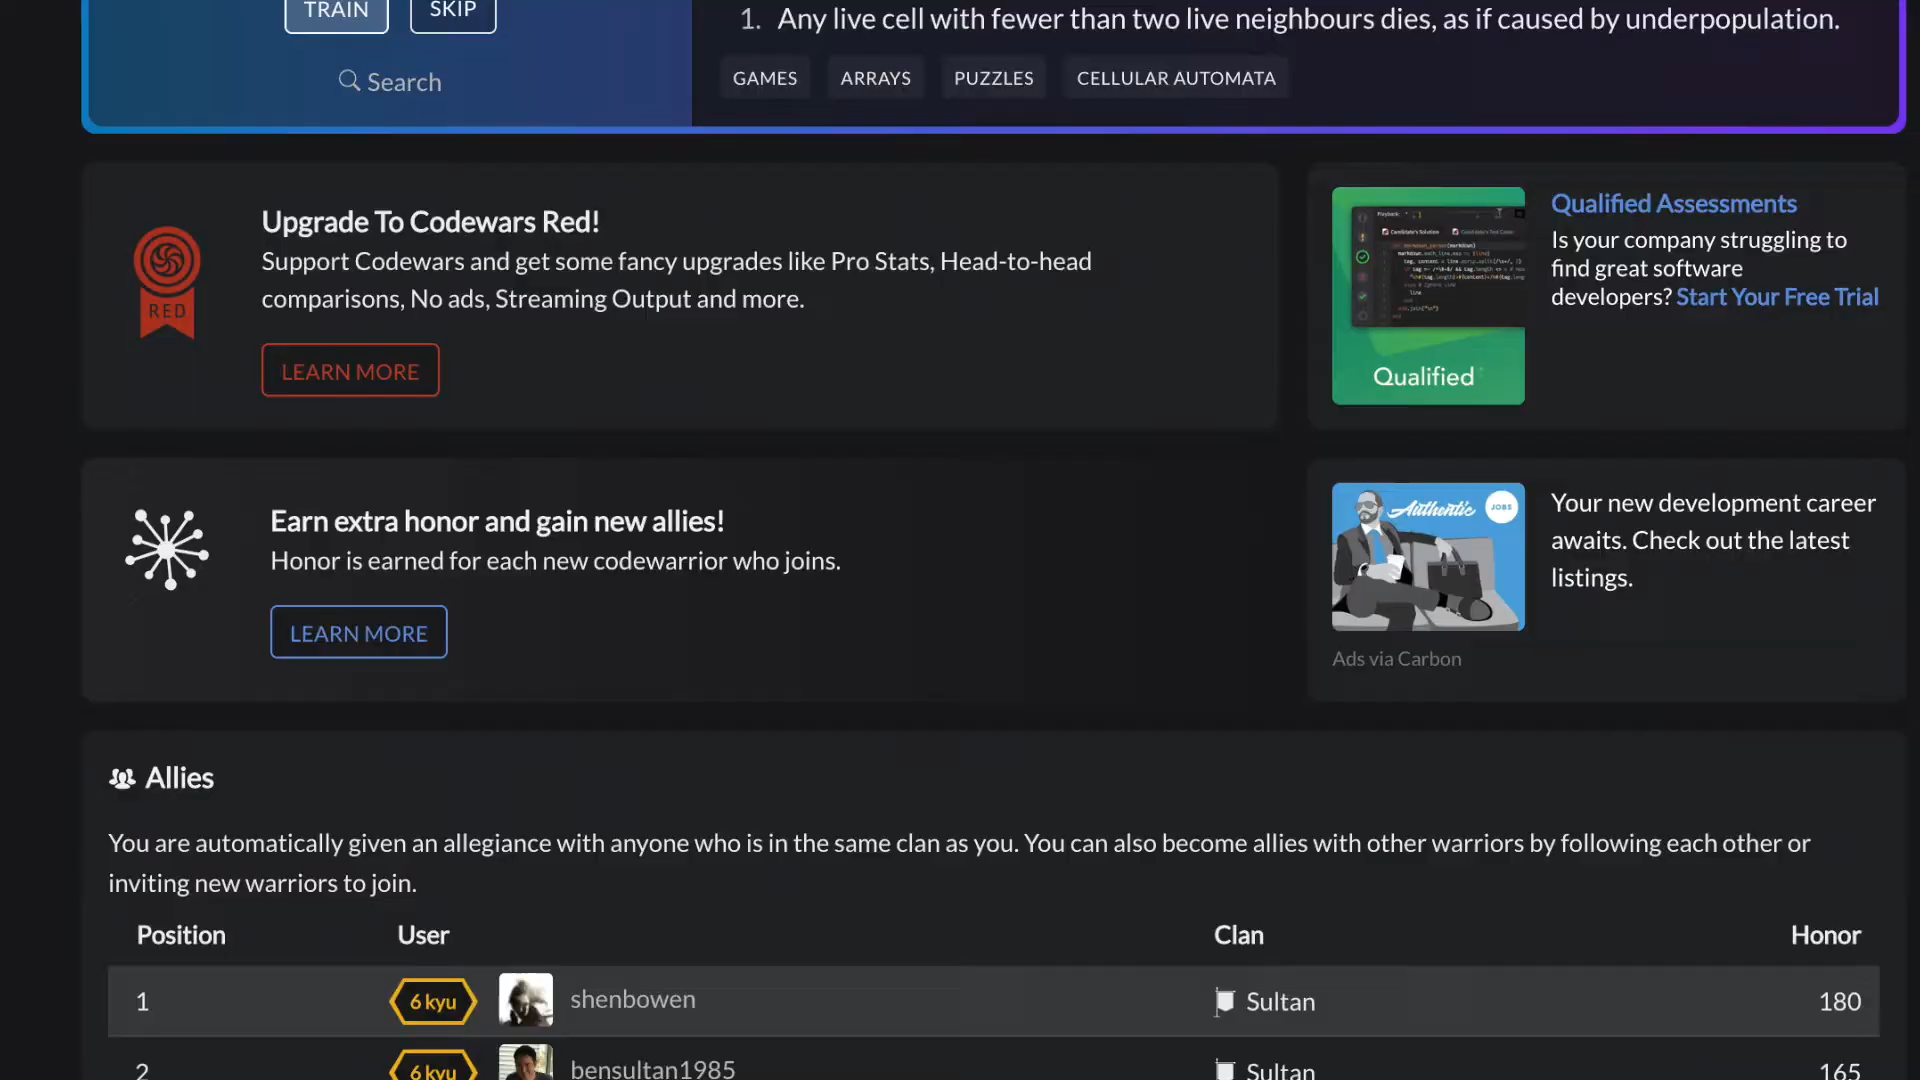 TRAIN SKIP
Search
1. Any live cell with fewer than two live neighbours dies, as if caused by underpopulation.
GAMES ARRAYS PUZZLES CELLULAR AUTOMATA
RED
Upgrade To Codewars Red!
Support Codewars and get some fancy upgrades like Pro Stats, Head-to-head
comparisons, No ads, Streaming Output and more.
LEARN MORE
Qualified
Qualified Assessments
Is your company struggling to
find great software
developers? Start Your Free Trial
Earn extra honor and gain new allies!
Honor is earned for each new codewarrior who joins.
LEARN MORE
Authentic JOBS
Your new development career
awaits. Check out the latest
listings.
Ads via Carbon
Allies
You are automatically given an allegiance with anyone who is in the same clan as you. You can also become allies with other warriors by following each other or
inviting new warriors to join.
Position User Clan Honor
1 6 kyu shenbowen Sultan 180
2 6 kyu bensultan1985 Sultan 165